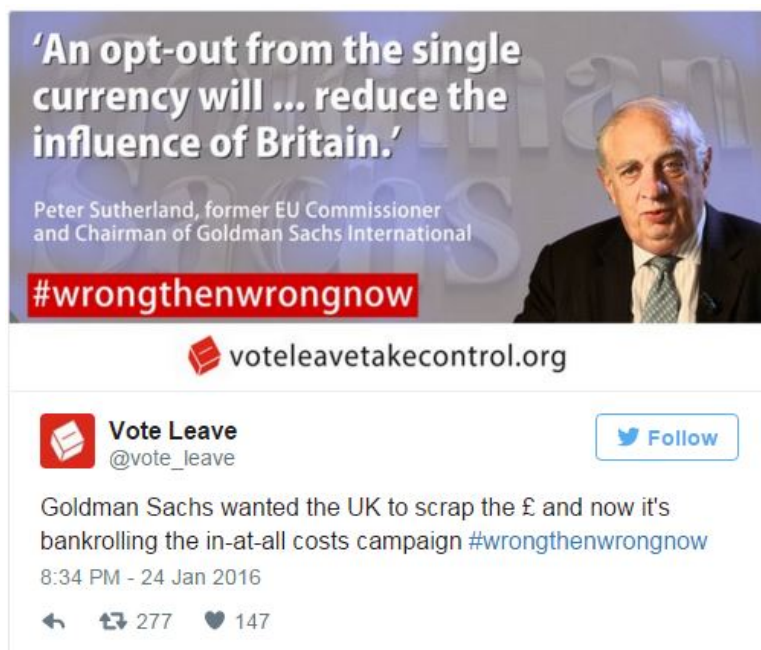 'An opt-out from the single
currency will ... reduce the
influence of Britain.'
Peter Sutherland, former EU Commissioner
and Chairman of Goldman Sachs International
Goldman
Sachs
#wrongthenwrongnow
voteleavetakecontrol.org
Vote Leave
@vote_leave
Follow
Goldman Sachs wanted the UK to scrap the £ and now it's
bankrolling the in-at-all costs campaign #wrongthenwrongnow
8:34 PM - 24 Jan 2016
277 147